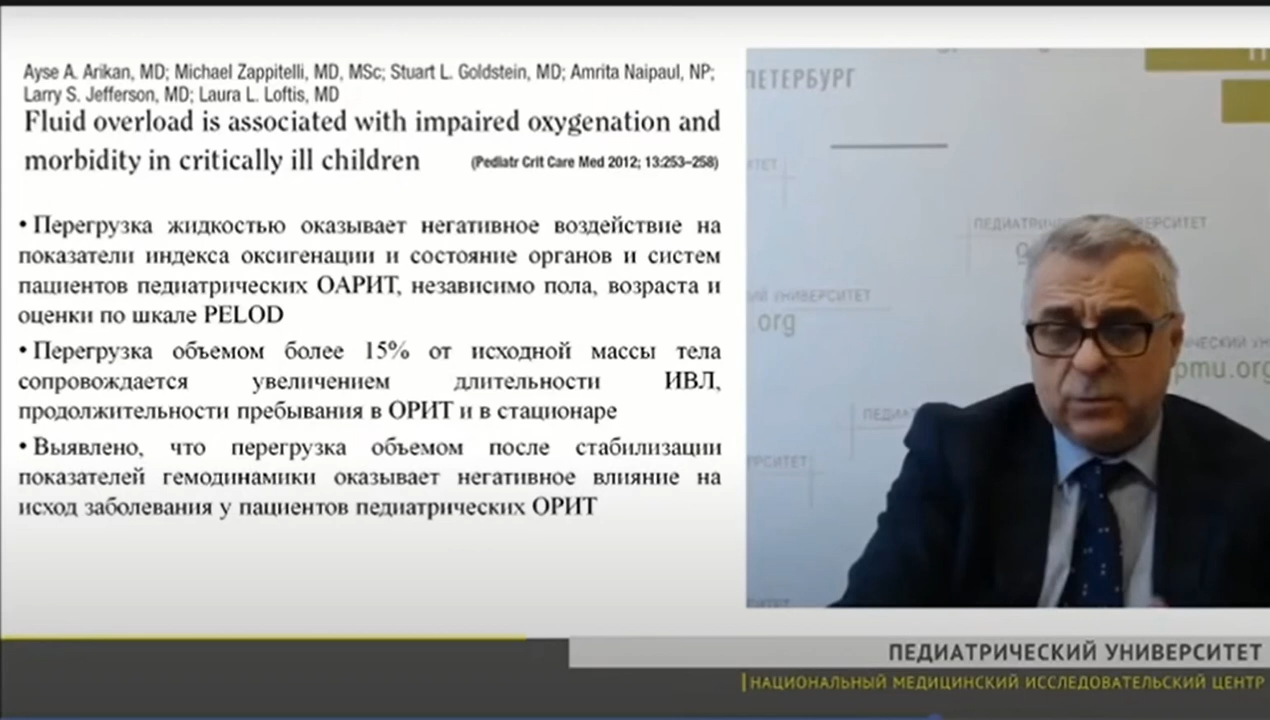 Ayse A. Arikan, MD; Michael Zappitelli, MD, MSc; Stuart L. Goldstein, MD; Amrita Naipaul, NP;
Larry S. Jefferson, MD; Laura L. Loftis, MD
Fluid overload is associated with impaired oxygenation and
morbidity in critically ill children
(Pediatr Crit Care Med 2012; 13:253–258)
• Перегрузка жидкостью оказывает негативное воздействие на
показатели индекса оксигенации и состояние органов и систем
пациентов педиатрических ОАРИТ, независимо пола, возраста и
оценки по шкале PELOD
• Перегрузка объемом более 15% от исходной массы тела
сопровождается увеличением длительности ИВЛ,
продолжительности пребывания в ОРИТ и в стационаре
• Выявлено, что перегрузка объемом после стабилизации
показателей гемодинамики оказывает негативное влияние на
исход заболевания у пациентов педиатрических ОРИТ
ПЕТЕРБУРГ
ПЕДИАТРИЧЕСКИЙ УНИВЕРСИТЕТ
УНИВЕРСИТЕТ
org
pmu.org
ПЕДИАТ
ПЕДИАТРИЧЕСКИЙ УНИВЕРСИТЕТ
НАЦИОНАЛЬНЫЙ МЕДИЦИНСКИЙ ИССЛЕДОВАТЕЛЬСКИЙ ЦЕНТР